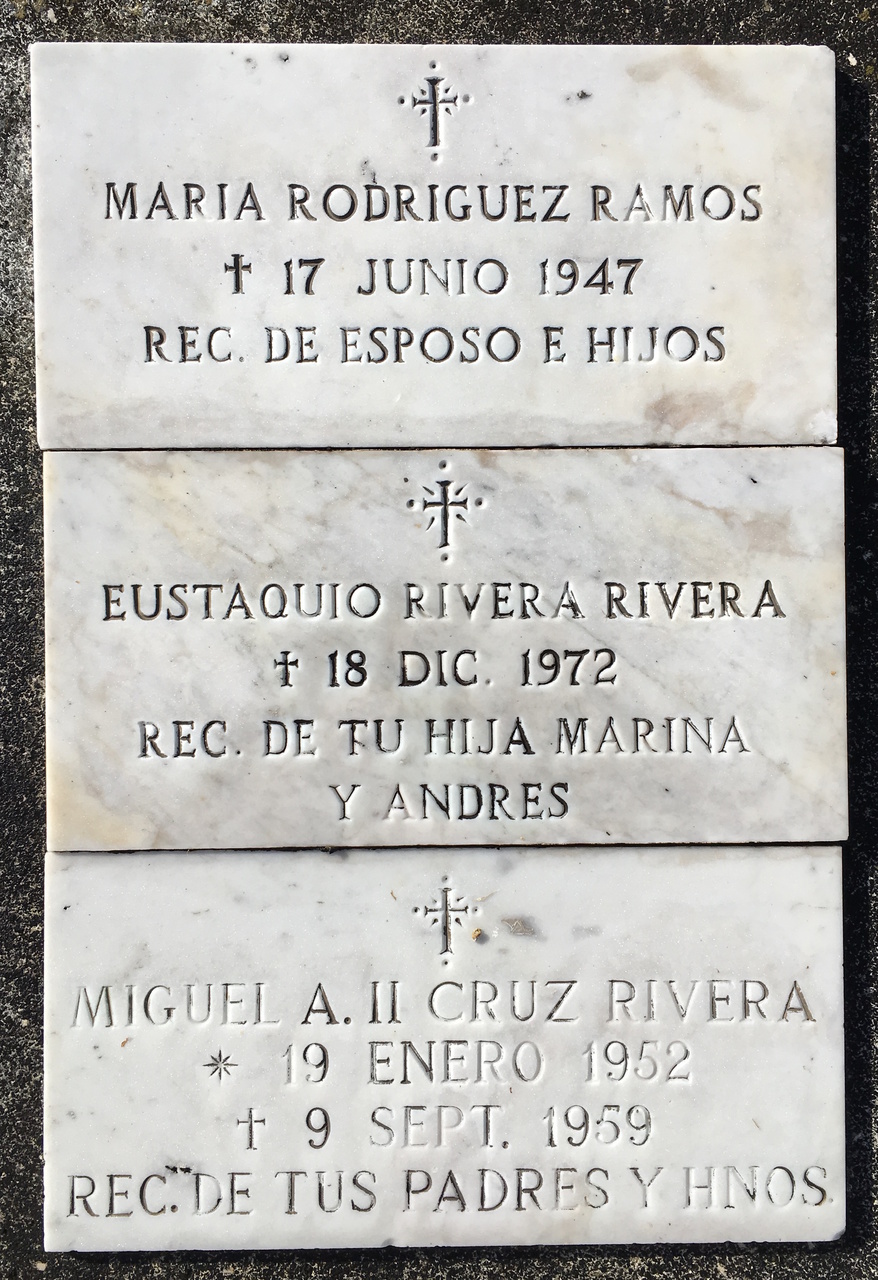 MARIA RODRIGUEZ RAMOS
† 17 JUNIO 1947
REC. DE ESPOSO E HIJOS
EUSTAQUIO RIVERA RIVERA
† 18 DIC. 1972
REC. DE TU HIJA MARINA
Y ANDRES
MIGUEL A. II CRUZ RIVERA
* 19 ENERO 1952
† 9 SEPT. 1959
REC. DE TUS PADRES Y HNOS.